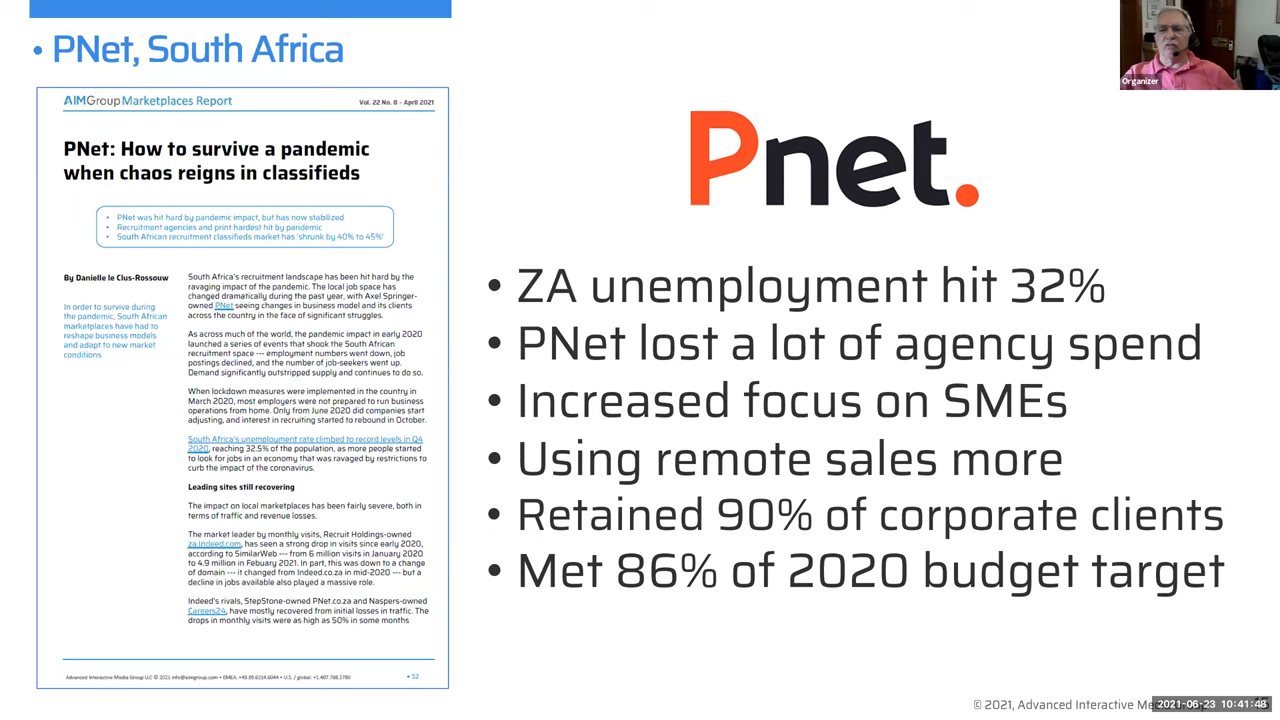 • PNet, South Africa
AIMGroup Marketplaces Report
Vol. 22 No. 8 – April 2021
PNet: How to survive a pandemic
when chaos reigns in classifieds
• PNet was hit hard by pandemic impact, but has now stabilized
• Recruitment agencies and print hardest hit by pandemic
• South African recruitment classifieds market has 'shrunk by 40% to 45%'
By Danielle le Clus-Rossouw
In order to survive during
the pandemic, South African
marketplaces have had to
reshape business models
and adapt to new market
conditions
South Africa's recruitment landscape has been hit hard by the
ravaging impact of the pandemic. The local job space has
changed dramatically during the past year, with Axel Springer-
owned PNet seeing changes in business model and its clients
across the country in the face of significant struggles.
As across much of the world, the pandemic impact in early 2020
launched a series of events that shook the South African
recruitment space --- employment numbers went down, job
postings declined, and the number of job-seekers went up.
Demand significantly outstripped supply and continues to do so.
When lockdown measures were implemented in the country in
March 2020, most employers were not prepared to run business
operations from home. Only from June 2020 did companies start
adjusting, and interest in recruiting started to rebound in October.
South Africa's unemployment rate climbed to record levels in Q4
2020, reaching 32.5% of the population, as more people started
to look for jobs in an economy that was ravaged by restrictions to
curb the impact of the coronavirus.
Leading sites still recovering
The impact on local marketplaces has been fairly severe, both in
terms of traffic and revenue losses.
The market leader by monthly visits, Recruit Holdings-owned
za.Indeed.com, has seen a strong drop in visits since early 2020,
according to SimilarWeb --- from 6 million visits in January 2020
to 4.9 million in Febuary 2021. In part, this was down to a change
of domain --- it changed from Indeed.co.za in mid-2020 --- but a
decline in jobs available also played a massive role.
Indeed's rivals, StepStone-owned PNet.co.za and Naspers-owned
Careers24, have mostly recovered from initial losses in traffic. The
drops in monthly visits were as high as 50% in some months
Advanced Interactive Media Group LLC © 2021 info@aimgroup.com • EMEA: +49.89.6214.6044 • U.S. / global: +1.407.788.2780
• 52
Pnet.
• ZA unemployment hit 32%
• PNet lost a lot of agency spend
• Increased focus on SMEs
• Using remote sales more
• Retained 90% of corporate clients
• Met 86% of 2020 budget target
Organizer
© 2021, Advanced Interactive Me
2021-06-23 10:41:48